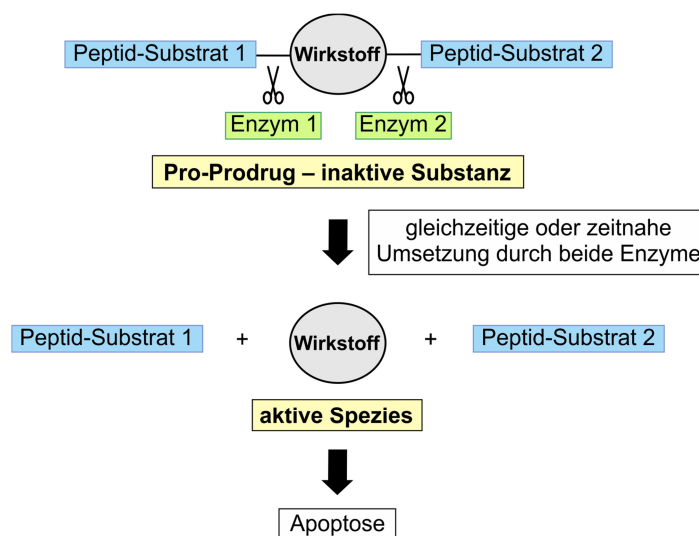 Peptid-Substrat 1 Wirkstoff Peptid-Substrat 2
Enzym 1 Enzym 2
Pro-Prodrug – inaktive Substanz
gleichzeitige oder zeitnahe
Umsetzung durch beide Enzyme
Peptid-Substrat 1 + Wirkstoff + Peptid-Substrat 2
aktive Spezies
Apoptose